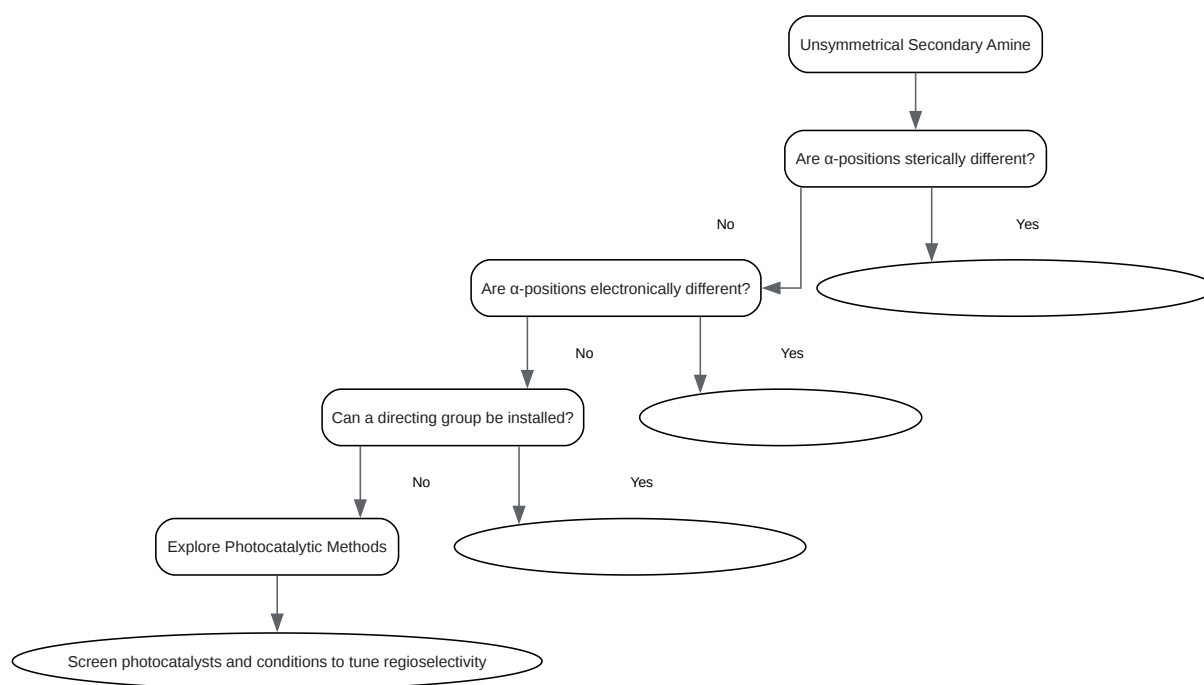 Unsymmetrical Secondary Amine
Are α-positions sterically different?
No
Yes
Are α-positions electronically different?
No
Yes
Can a directing group be installed?
No
Yes
Explore Photocatalytic Methods
Screen photocatalysts and conditions to tune regioselectivity